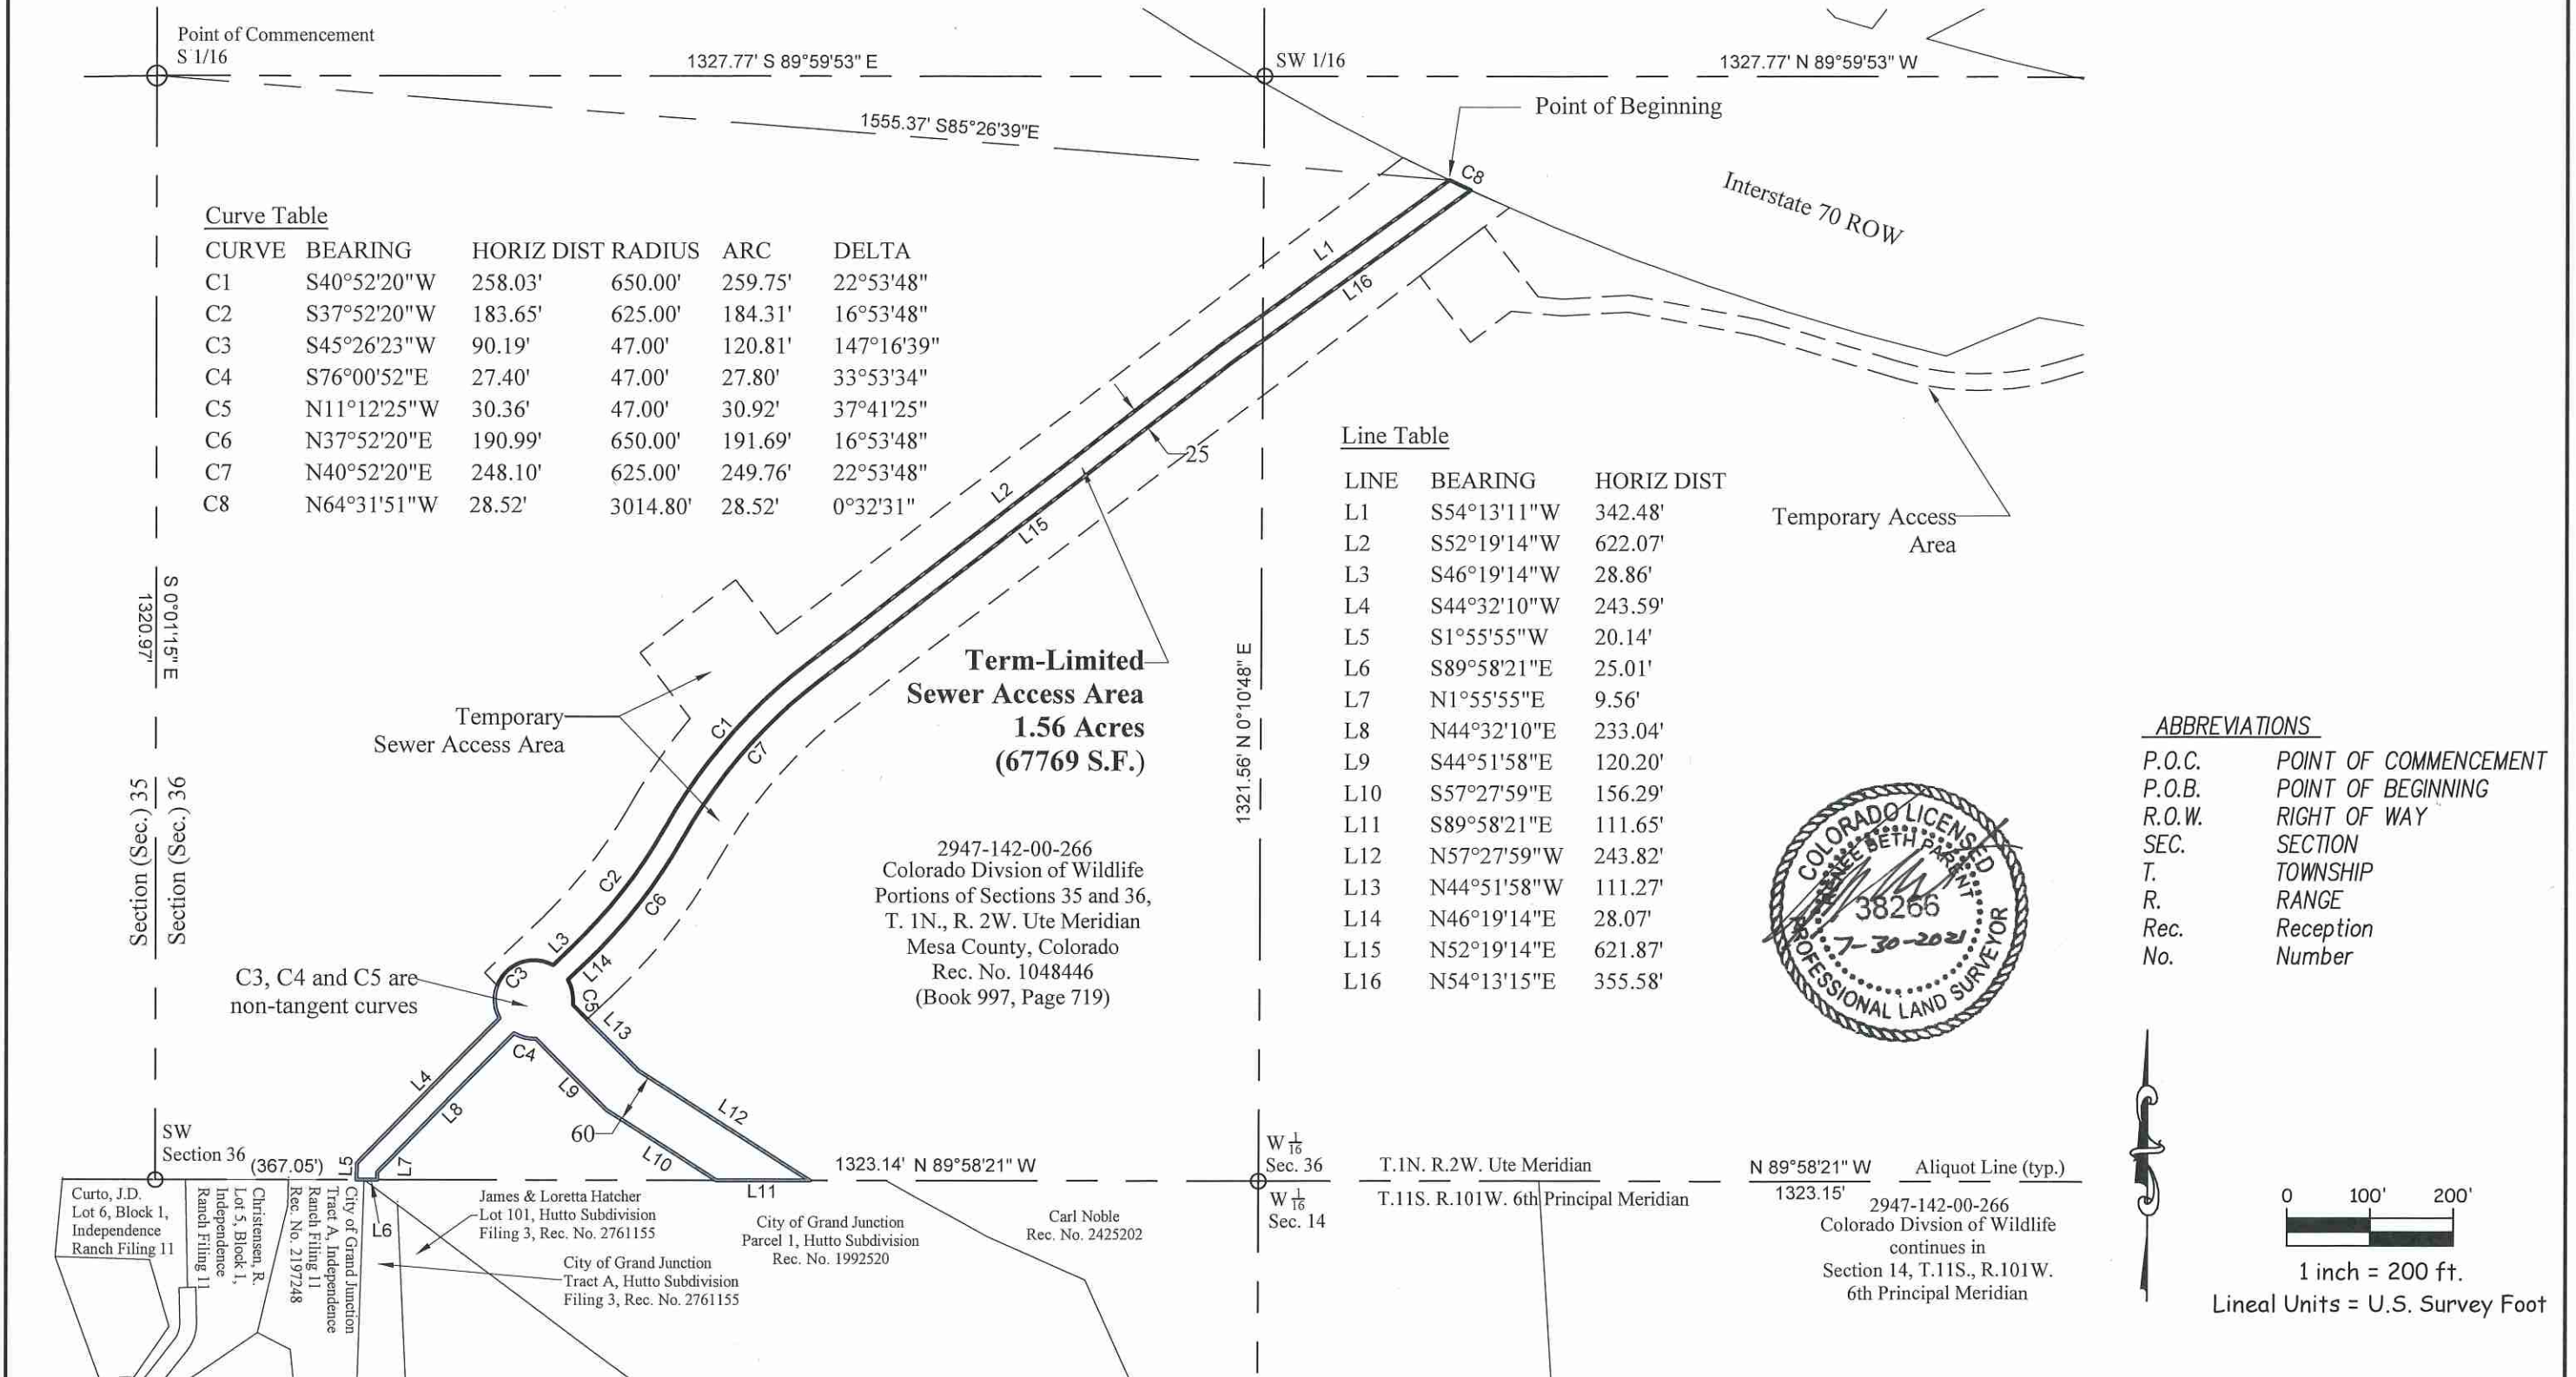 Point of Commencement
S 1/16
1327.77' S 89°59'53" E
SW 1/16
1327.77' N 89°59'53" W
Point of Beginning
1555.37' S85°26'39"E
C8
Interstate 70 ROW
Curve Table
CURVE BEARING HORIZ DIST RADIUS ARC DELTA
C1 S40°52'20"W 258.03' 650.00' 259.75' 22°53'48"
C2 S37°52'20"W 183.65' 625.00' 184.31' 16°53'48"
C3 S45°26'23"W 90.19' 47.00' 120.81' 147°16'39"
C4 S76°00'52"E 27.40' 47.00' 27.80' 33°53'34"
C5 N11°12'25"W 30.36' 47.00' 30.92' 37°41'25"
C6 N37°52'20"E 190.99' 650.00' 191.69' 16°53'48"
C7 N40°52'20"E 248.10' 625.00' 249.76' 22°53'48"
C8 N64°31'51"W 28.52' 3014.80' 28.52' 0°32'31"
L1
L16
25
L2
L15
Line Table
LINE BEARING HORIZ DIST
L1 S54°13'11"W 342.48'
L2 S52°19'14"W 622.07'
L3 S46°19'14"W 28.86'
L4 S44°32'10"W 243.59'
L5 S1°55'55"W 20.14'
L6 S89°58'21"E 25.01'
L7 N1°55'55"E 9.56'
L8 N44°32'10"E 233.04'
L9 S44°51'58"E 120.20'
L10 S57°27'59"E 156.29'
L11 S89°58'21"E 111.65'
L12 N57°27'59"W 243.82'
L13 N44°51'58"W 111.27'
L14 N46°19'14"E 28.07'
L15 N52°19'14"E 621.87'
L16 N54°13'15"E 355.58'
Temporary Access
Area
S 0°01'15" E
1320.97'
Term-Limited
Sewer Access Area
1.56 Acres
(67769 S.F.)
1321.56' N 0°10'48" E
Temporary
Sewer Access Area
C1
C7
Section (Sec.) 35
Section (Sec.) 36
2947-142-00-266
Colorado Divsion of Wildlife
Portions of Sections 35 and 36,
T. 1N., R. 2W. Ute Meridian
Mesa County, Colorado
Rec. No. 1048446
(Book 997, Page 719)
COLORADO LICENSED
RENEE BETH PARENT
38266
7-30-2021
PROFESSIONAL LAND SURVEYOR
ABBREVIATIONS
P.O.C. POINT OF COMMENCEMENT
P.O.B. POINT OF BEGINNING
R.O.W. RIGHT OF WAY
SEC. SECTION
T. TOWNSHIP
R. RANGE
Rec. Reception
No. Number
C2
C6
L3
L14
C3
C5
C3, C4 and C5 are
non-tangent curves
L13
C4
L4
L9
L8
L12
60
L10
SW
Section 36
(367.05')
L5
L7
L6
L11
1323.14' N 89°58'21" W
W 1/16
Sec. 36
W 1/16
Sec. 14
T.1N. R.2W. Ute Meridian
T.11S. R.101W. 6th Principal Meridian
N 89°58'21" W Aliquot Line (typ.)
1323.15'
2947-142-00-266
Colorado Divsion of Wildlife
continues in
Section 14, T.11S., R.101W.
6th Principal Meridian
Curto, J.D.
Lot 6, Block 1,
Independence
Ranch Filing 11
Christensen, R.
Lot 5, Block 1,
Independence
Ranch Filing 11
City of Grand Junction
Tract A, Independence
Ranch Filing 11
Rec. No. 2197248
James & Loretta Hatcher
Lot 101, Hutto Subdivision
Filing 3, Rec. No. 2761155
City of Grand Junction
Tract A, Hutto Subdivision
Filing 3, Rec. No. 2761155
City of Grand Junction
Parcel 1, Hutto Subdivision
Rec. No. 1992520
Carl Noble
Rec. No. 2425202
0 100' 200'
1 inch = 200 ft.
Lineal Units = U.S. Survey Foot